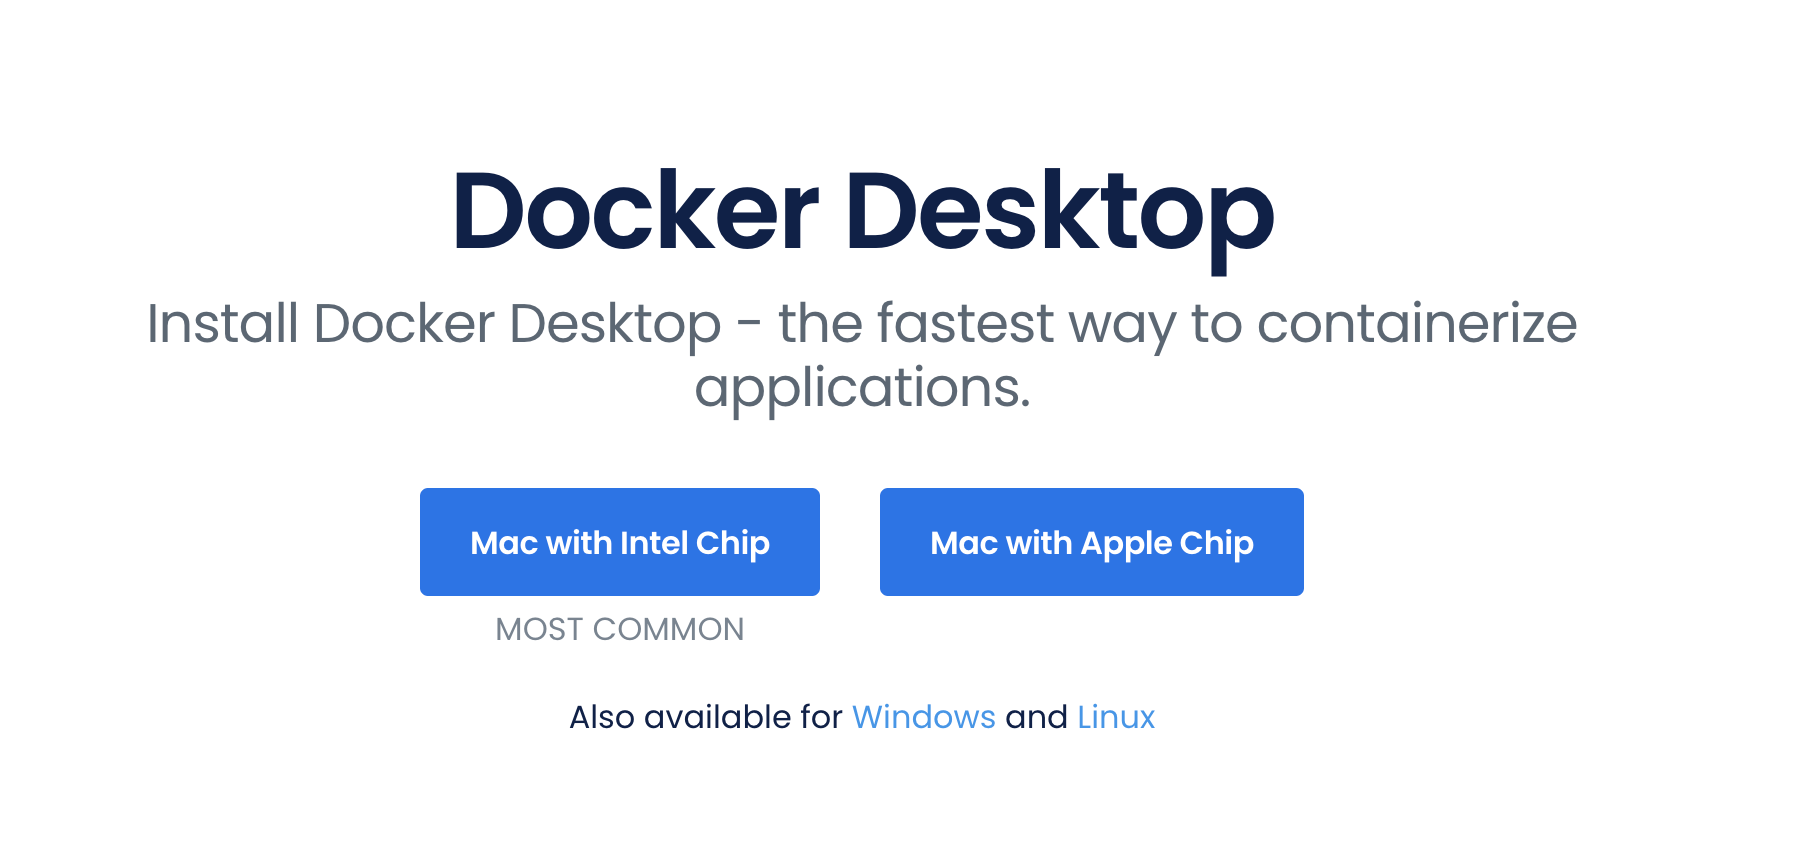 Docker Desktop
Install Docker Desktop - the fastest way to containerize
applications.
Mac with Intel Chip
Mac with Apple Chip
MOST COMMON
Also available for Windows and Linux